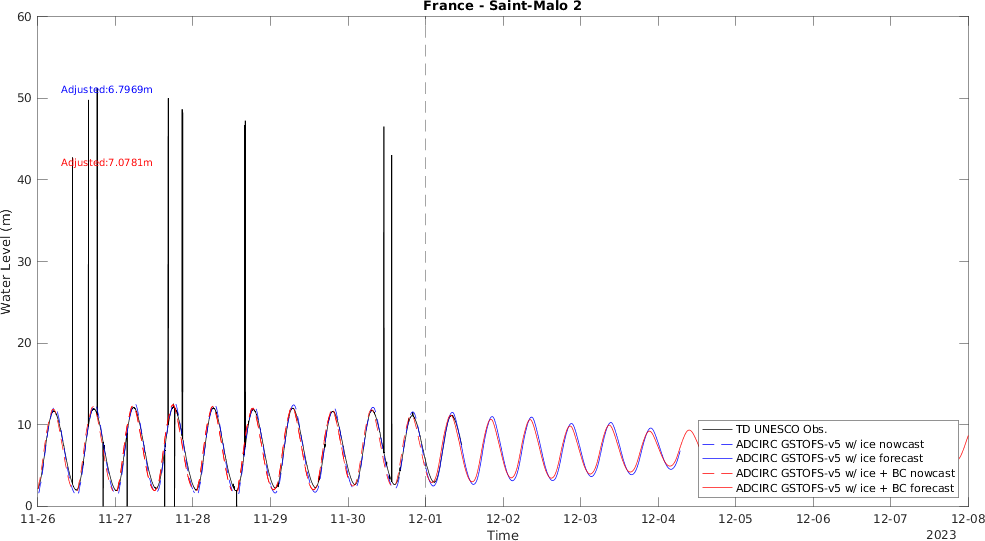 France - Saint-Malo 2
60
50
40
30
20
10
0
Water Level (m)
Adjusted:6.7969m
Adjusted:7.0781m
TD UNESCO Obs.
ADCIRC GSTOFS-v5 w/ ice nowcast
ADCIRC GSTOFS-v5 w/ ice forecast
ADCIRC GSTOFS-v5 w/ ice + BC nowcast
ADCIRC GSTOFS-v5 w/ ice + BC forecast
11-26 11-27 11-28 11-29 11-30 12-01 12-02 12-03 12-04 12-05 12-06 12-07 12-08
Time
2023